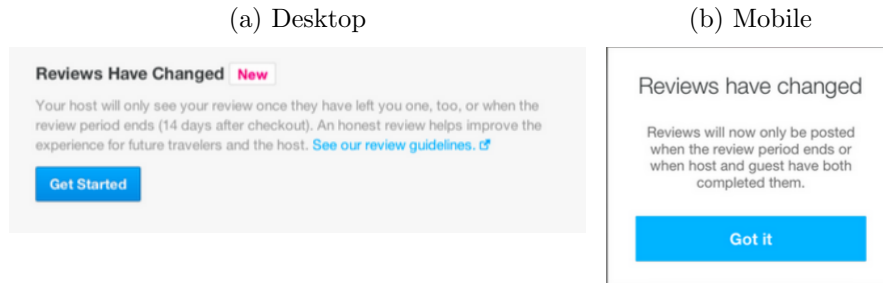 (a) Desktop
Reviews Have Changed New
Your host will only see your review once they have left you one, too, or when the
review period ends (14 days after checkout). An honest review helps improve the
experience for future travelers and the host. See our review guidelines.
Get Started
(b) Mobile
Reviews have changed
Reviews will now only be posted
when the review period ends or
when host and guest have both
completed them.
Got it